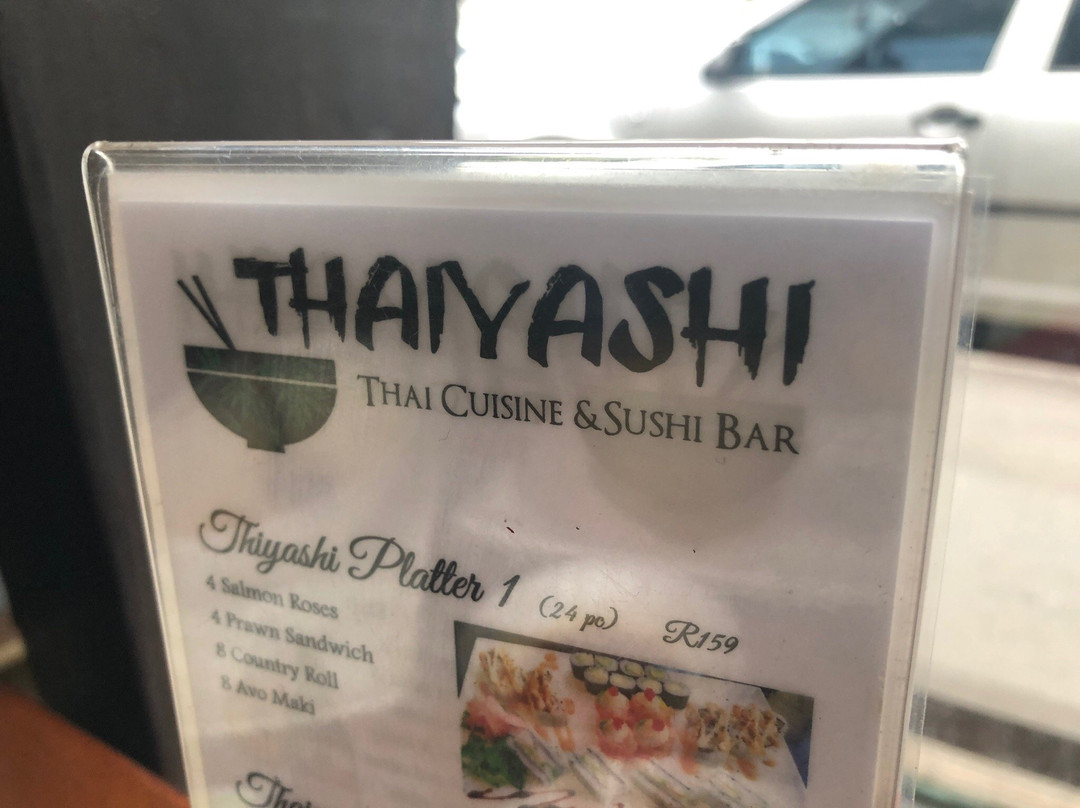 THAIYASHI
THAI CUISINE & SUSHI BAR
Thiyashi Platter 1 (24 pc) R159
4 Salmon Roses
4 Prawn Sandwich
8 Country Roll
8 Avo Maki